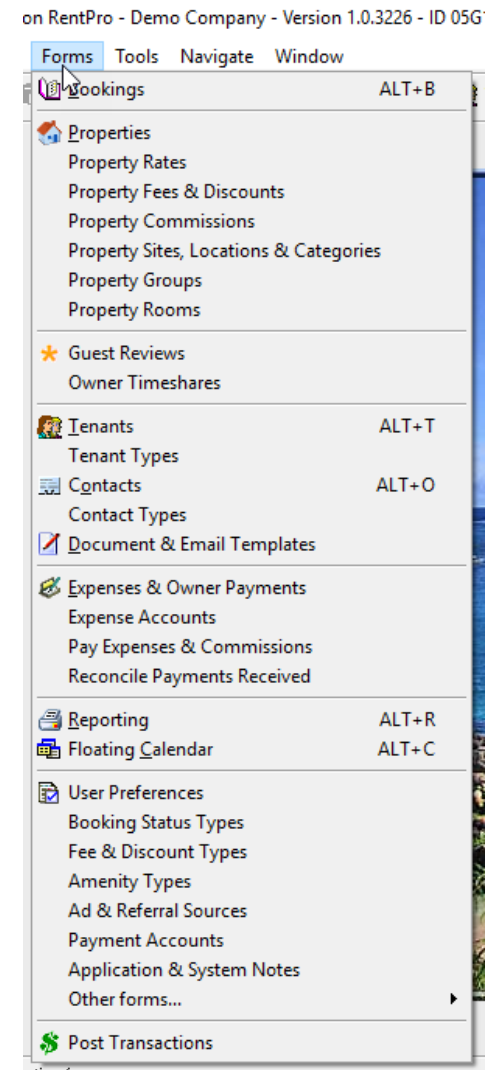 on RentPro - Demo Company - Version 1.0.3226 - ID 05G
Forms Tools Navigate Window
Bookings ALT+B
Properties
Property Rates
Property Fees & Discounts
Property Commissions
Property Sites, Locations & Categories
Property Groups
Property Rooms
Guest Reviews
Owner Timeshares
Tenants ALT+T
Tenant Types
Contacts ALT+O
Contact Types
Document & Email Templates
Expenses & Owner Payments
Expense Accounts
Pay Expenses & Commissions
Reconcile Payments Received
Reporting ALT+R
Floating Calendar ALT+C
User Preferences
Booking Status Types
Fee & Discount Types
Amenity Types
Ad & Referral Sources
Payment Accounts
Application & System Notes
Other forms...
Post Transactions